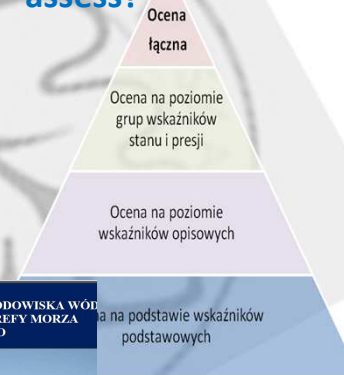 assess?
Ocena
łączna
Ocena na poziomie
grup wskaźników
stanu i presji
Ocena na poziomie
wskaźników opisowych
na podstawie wskaźników
podstawowych
ODOWISKA WÓD
REFY MORZA